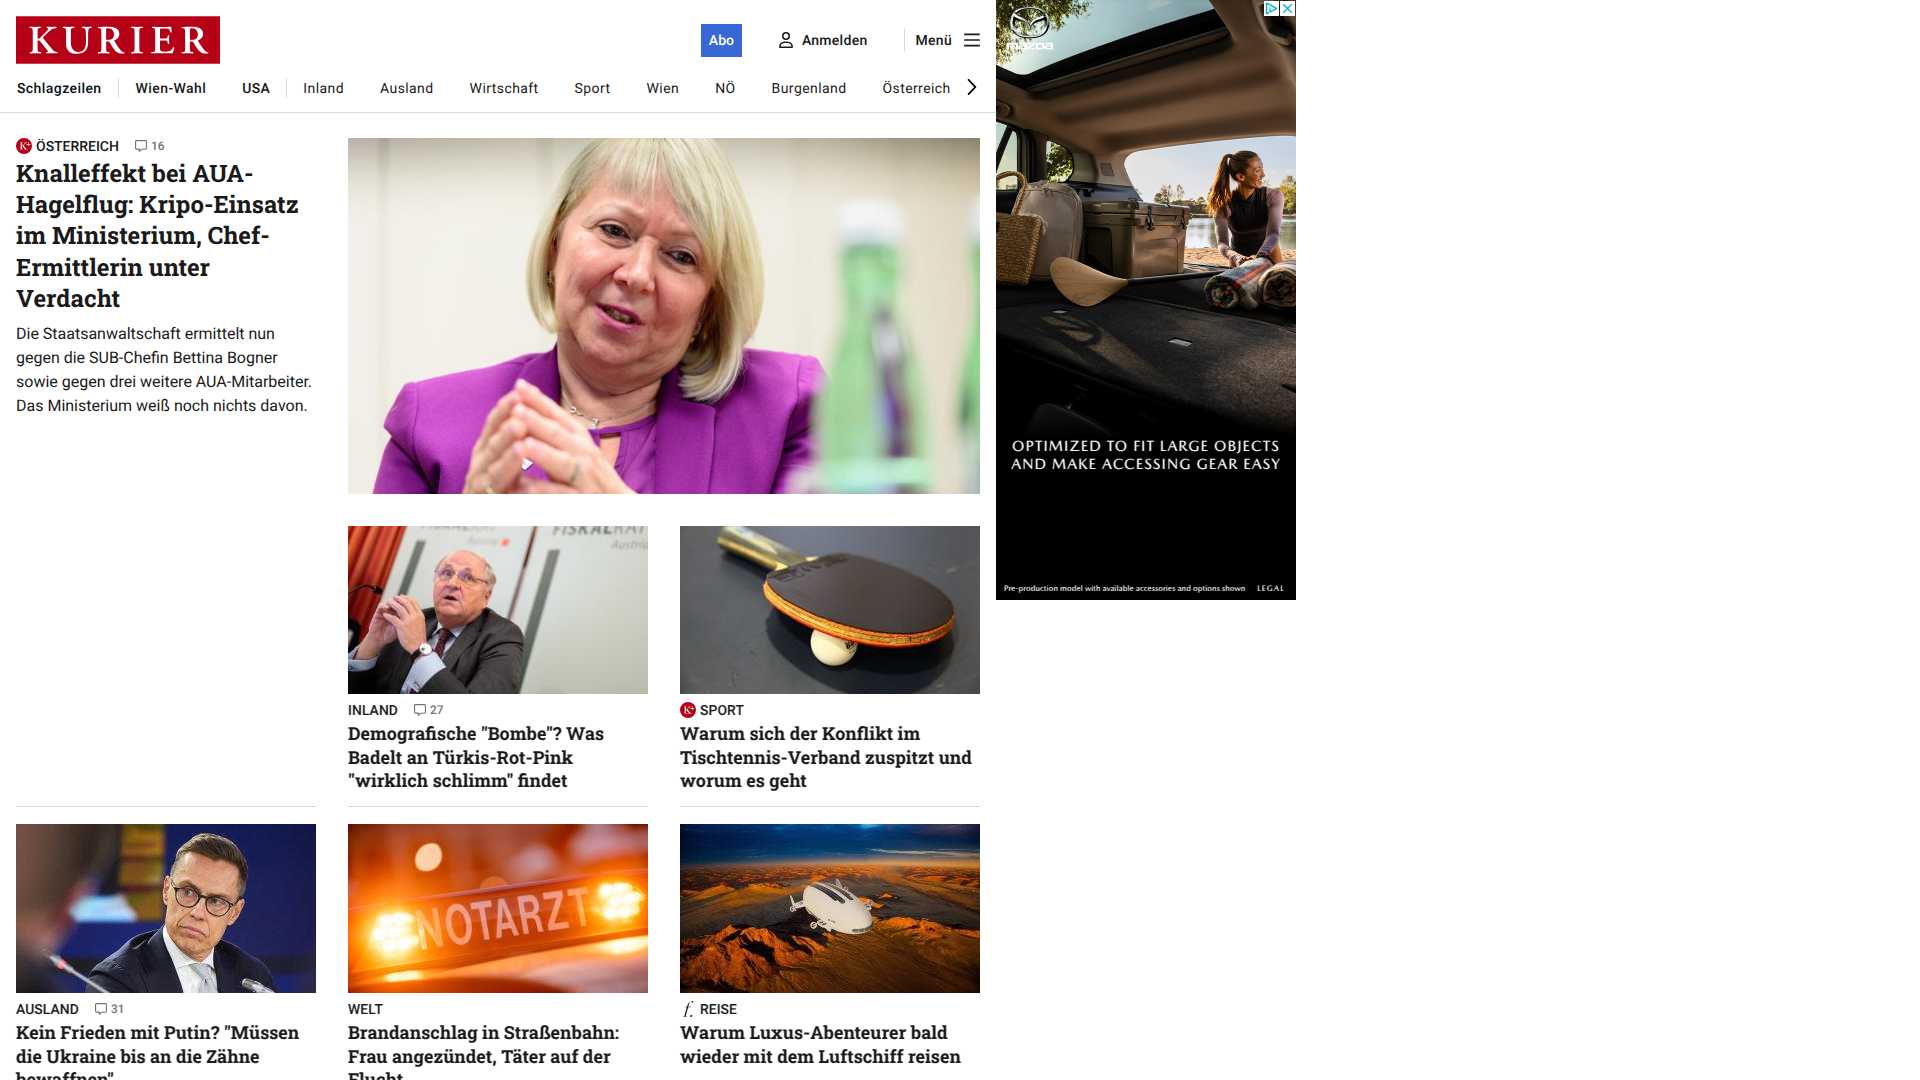 KURIER
Abo
Anmelden
Menü
Schlagzeilen
Wien-Wahl
USA
Inland
Ausland
Wirtschaft
Sport
Wien
NÖ
Burgenland
Österreich
K+ ÖSTERREICH 16
Knalleffekt bei AUA-
Hagelflug: Kripo-Einsatz
im Ministerium, Chef-
Ermittlerin unter
Verdacht
Die Staatsanwaltschaft ermittelt nun
gegen die SUB-Chefin Bettina Bogner
sowie gegen drei weitere AUA-Mitarbeiter.
Das Ministerium weiß noch nichts davon.
FISKALRAT
Austria
INLAND 27
Demografische "Bombe"? Was
Badelt an Türkis-Rot-Pink
"wirklich schlimm" findet
K+ SPORT
Warum sich der Konflikt im
Tischtennis-Verband zuspitzt und
worum es geht
AUSLAND 31
Kein Frieden mit Putin? "Müssen
die Ukraine bis an die Zähne
bewaffnen"
NOTARZT
WELT
Brandanschlag in Straßenbahn:
Frau angezündet, Täter auf der
Flucht
f. REISE
Warum Luxus-Abenteurer bald
wieder mit dem Luftschiff reisen
mazda
OPTIMIZED TO FIT LARGE OBJECTS
AND MAKE ACCESSING GEAR EASY
Pre-production model with available accessories and options shown LEGAL